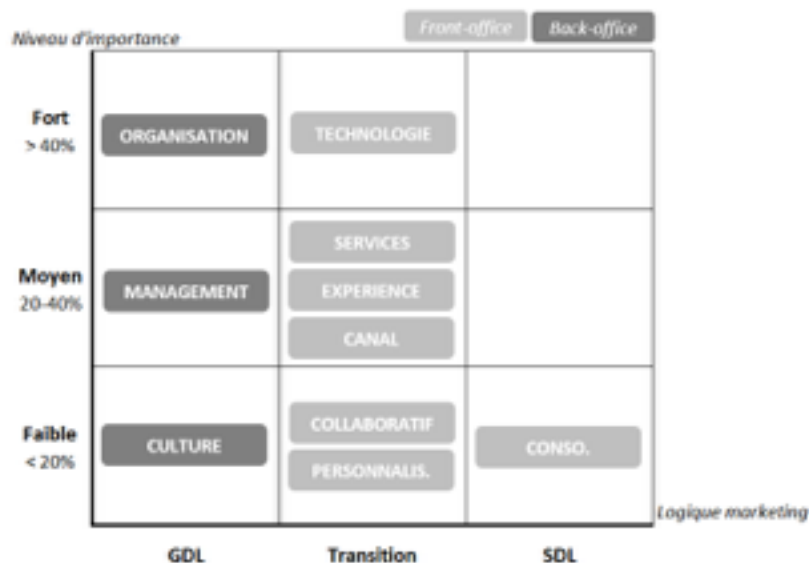 Front-office Back-office
Niveau d'importance
Fort
> 40%
ORGANISATION TECHNOLOGIE
SERVICES
Moyen
20-40%
MANAGEMENT EXPERIENCE
CANAL
COLLABORATIF
Faible
< 20%
CULTURE CONSO.
PERSONNALIS.
Logique marketing
GDL Transition SDL